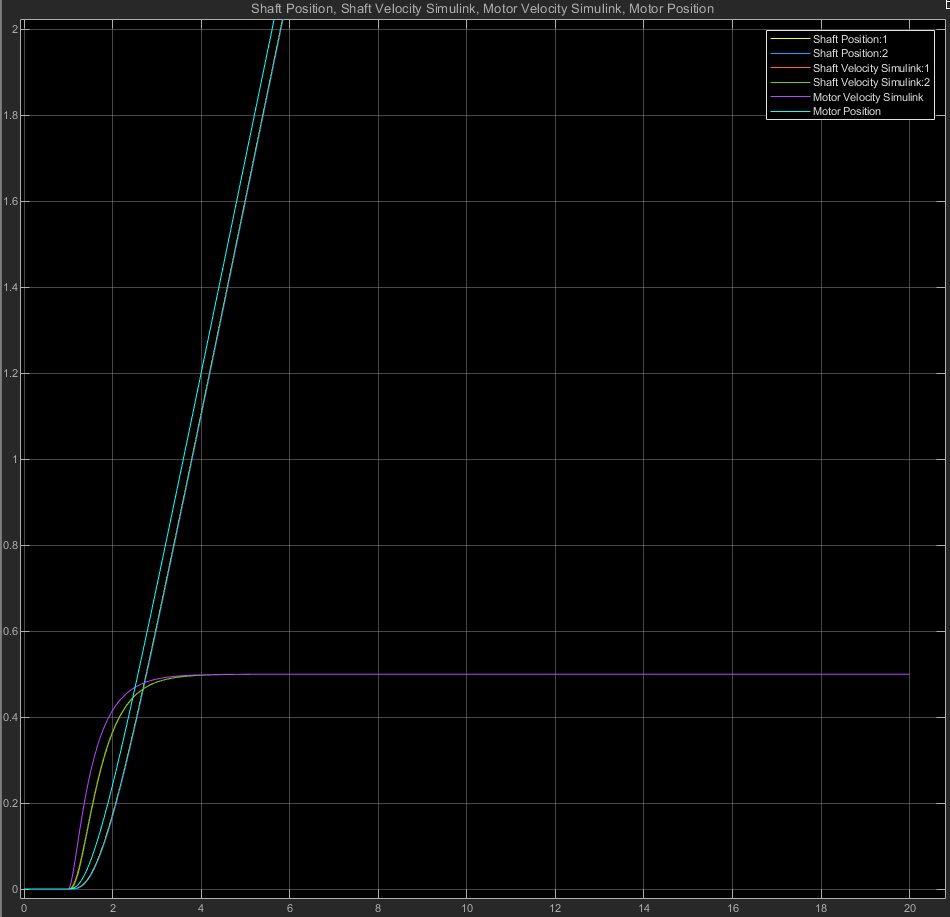 Shaft Position, Shaft Velocity Simulink, Motor Velocity Simulink, Motor Position
Shaft Position:1
Shaft Position:2
Shaft Velocity Simulink:1
Shaft Velocity Simulink:2
Motor Velocity Simulink
Motor Position
2
1.8
1.6
1.4
1.2
1
0.8
0.6
0.4
0.2
0
0 2 4 6 8 10 12 14 16 18 20